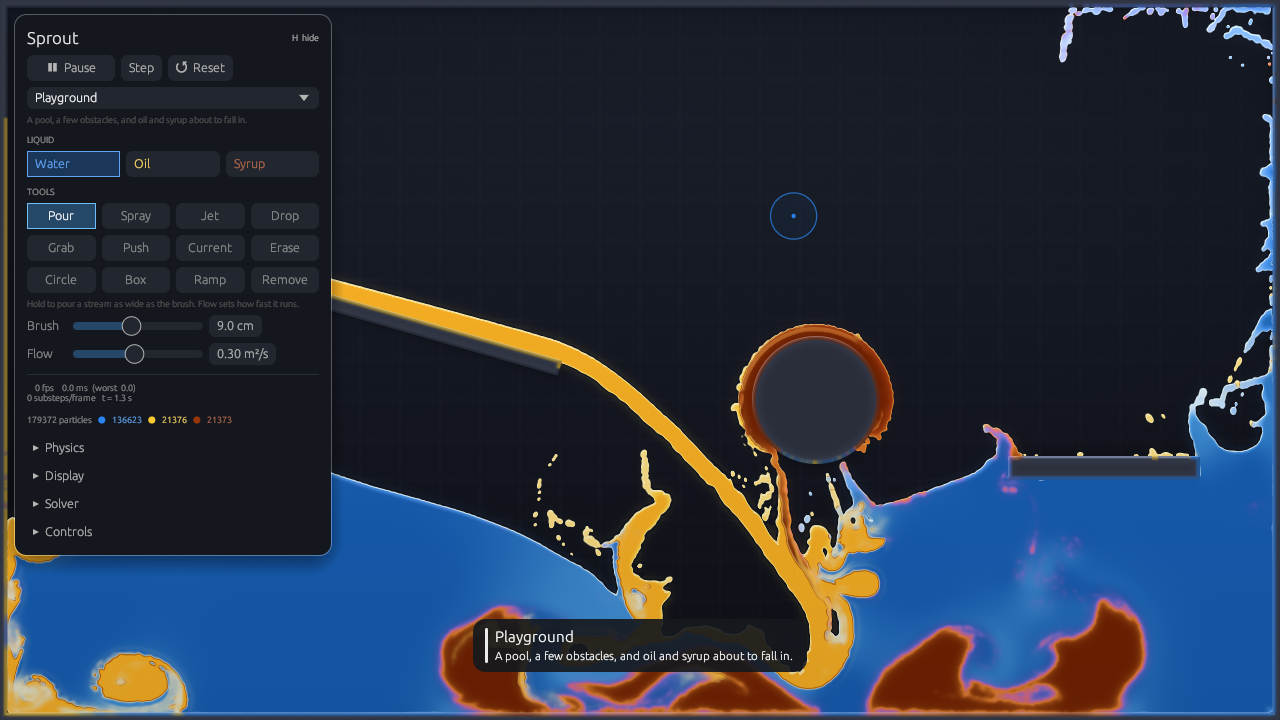 Sprout
H hide
Pause Step Reset
Playground
A pool, a few obstacles, and oil and syrup about to fall in.
LIQUID
Water Oil Syrup
TOOLS
Pour Spray Jet Drop
Grab Push Current Erase
Circle Box Ramp Remove
Hold to pour a stream as wide as the brush. Flow sets how fast it runs.
Brush 9.0 cm
Flow 0.30 m²/s
0 fps 0.0 ms (worst 0.0)
0 substeps/frame t = 1.3 s
179372 particles 136623 21376 21373
Physics
Display
Solver
Controls
Playground
A pool, a few obstacles, and oil and syrup about to fall in.